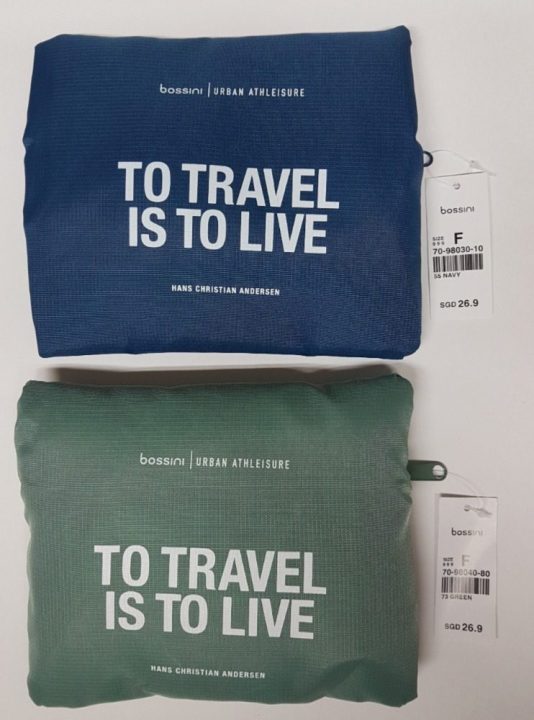 bossini | URBAN ATHLEISURE
TO TRAVEL
IS TO LIVE
HANS CHRISTIAN ANDERSEN
bossini
SIZE F
70-98030-10
55 NAVY
SGD 26.9
bossini | URBAN ATHLEISURE
TO TRAVEL
IS TO LIVE
HANS CHRISTIAN ANDERSEN
bossini
SIZE F
70-98040-80
73 GREEN
SGD 26.9